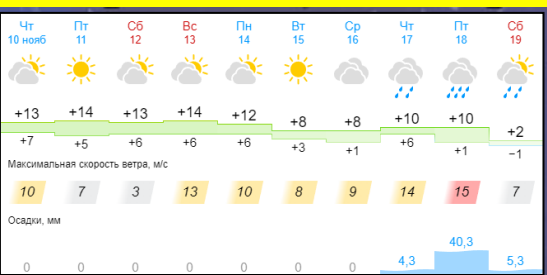 Чт Пт Сб Вс Пн Вт Ср Чт Пт Сб
10 нояб 11 12 13 14 15 16 17 18 19
+13 +14 +13 +14 +12 +8 +8 +10 +10 +2
+7 +5 +6 +6 +6 +3 +1 +6 +1 −1
Максимальная скорость ветра, м/с
10 7 3 13 10 8 9 14 15 7
Осадки, мм
0 0 0 0 0 0 0 4,3 40,3 5,3